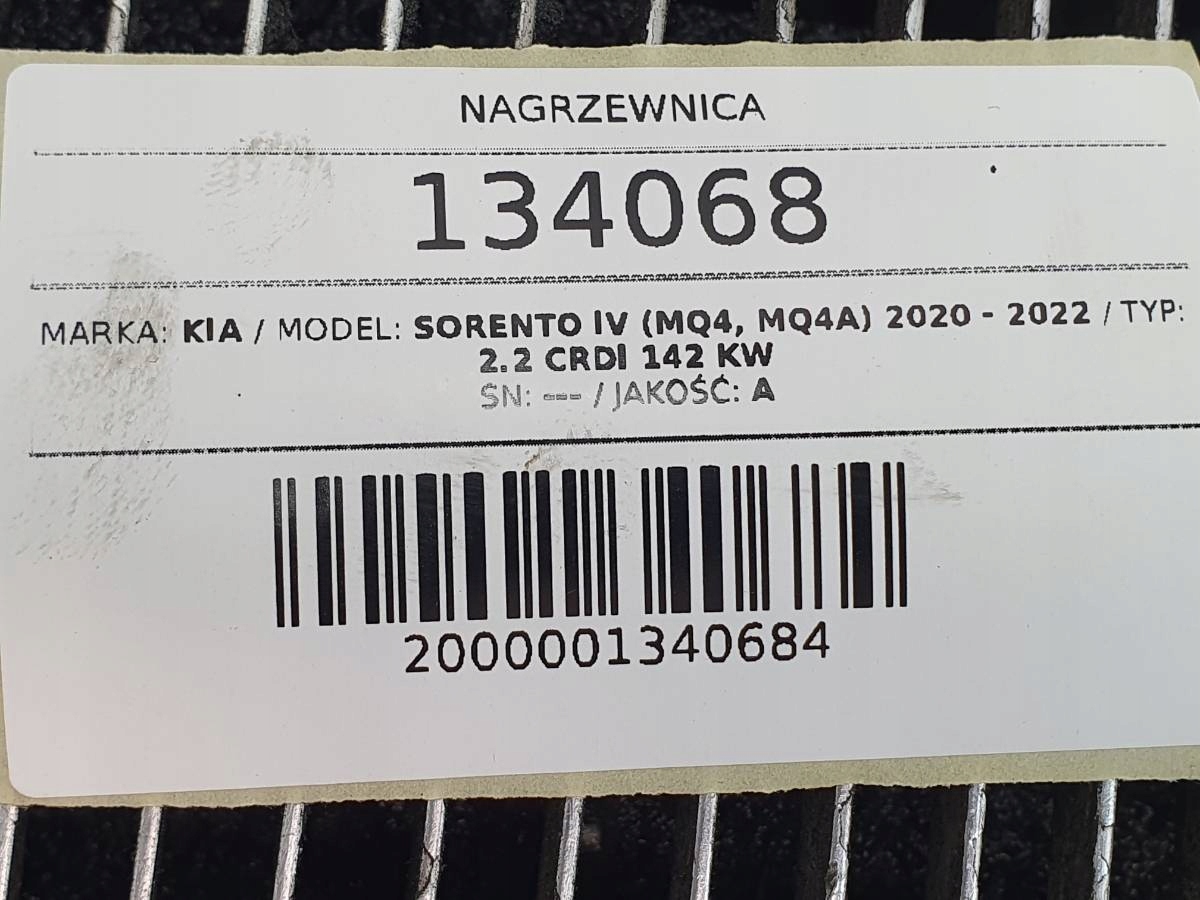 NAGRZEWNICA
134068
MARKA: KIA / MODEL: SORENTO IV (MQ4, MQ4A) 2020 - 2022 / TYP:
2.2 CRDI 142 KW
SN: --- / JAKOŚĆ: A
2000001340684